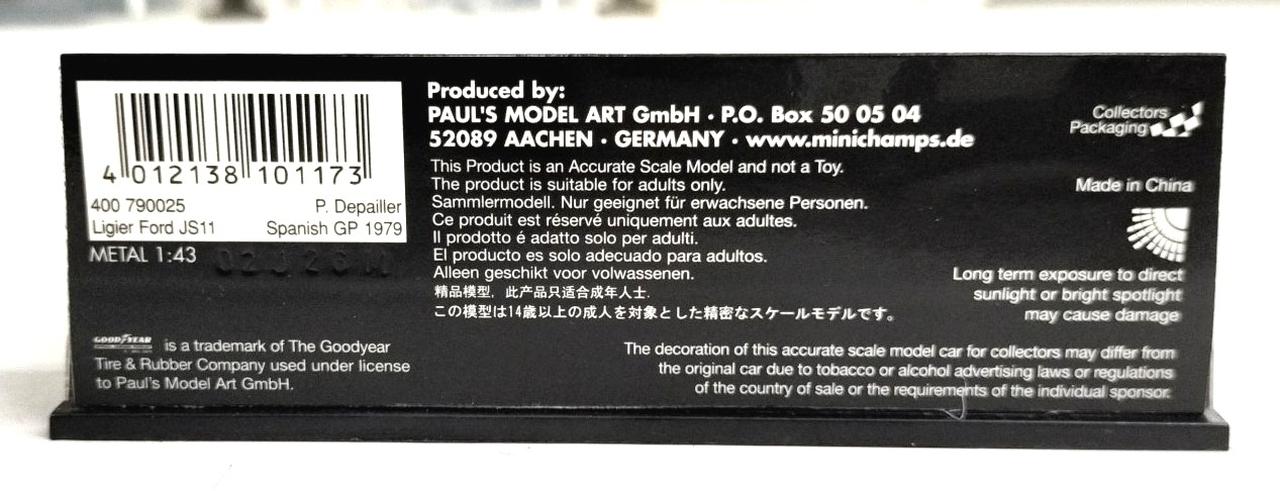 4 012138 101173
400 790025 P. Depailler
Ligier Ford JS11 Spanish GP 1979
METAL 1:43
GOODYEAR is a trademark of The Goodyear
Tire & Rubber Company used under license
to Paul's Model Art GmbH.
Produced by:
PAUL'S MODEL ART GmbH · P.O. Box 50 05 04
52089 AACHEN · GERMANY · www.minichamps.de
This Product is an Accurate Scale Model and not a Toy.
The product is suitable for adults only.
Sammlermodell. Nur geeignet für erwachsene Personen.
Ce produit est réservé uniquement aux adultes.
Il prodotto é adatto solo per adulti.
El producto es solo adecuado para adultos.
Alleen geschikt voor volwassenen.
精品模型，此产品只适合成年人士.
この模型は14歳以上の成人を対象とした精密なスケールモデルです。
Collectors
Packaging
Made in China
Long term exposure to direct
sunlight or bright spotlight
may cause damage
The decoration of this accurate scale model car for collectors may differ from
the original car due to tobacco or alcohol advertising laws or regulations
of the country of sale or the requirements of the individual sponsor.